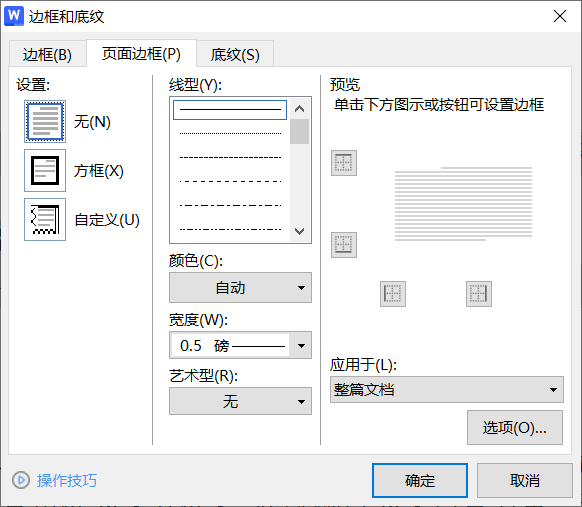 W 边框和底纹
边框(B) 页面边框(P) 底纹(S)
设置:
无(N)
方框(X)
自定义(U)
线型(Y):
颜色(C):
自动
宽度(W):
0.5 磅
艺术型(R):
无
预览
单击下方图示或按钮可设置边框
应用于(L):
整篇文档
选项(O)...
操作技巧
确定 取消